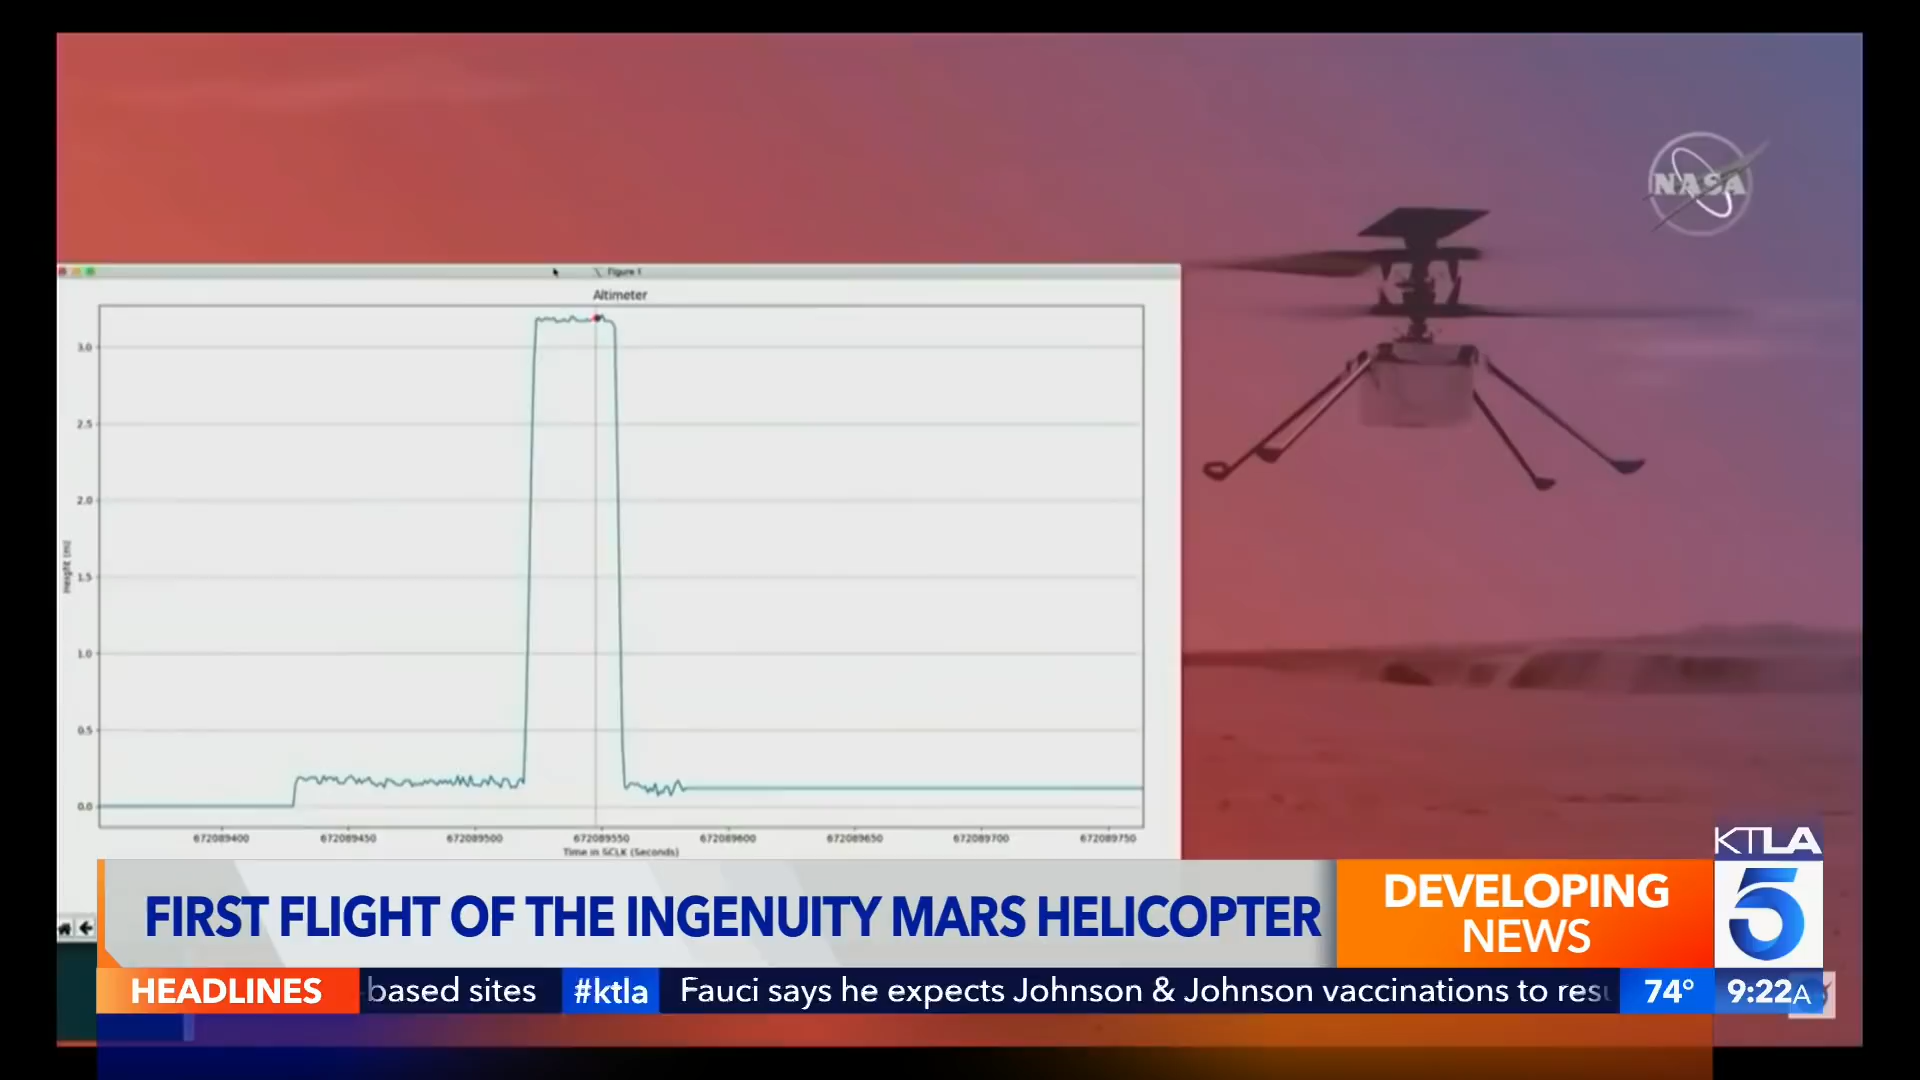 NASA
Figure 1
Altimeter
3.0
2.5
2.0
1.5
1.0
0.5
0.0
Height (m)
672089400 672089450 672089500 672089550 672089600 672089650 672089700 672089750
Time in SCLK (Seconds)
KTLA
5
FIRST FLIGHT OF THE INGENUITY MARS HELICOPTER
DEVELOPING
NEWS
HEADLINES -based sites #ktla Fauci says he expects Johnson & Johnson vaccinations to resu 74° 9:22A